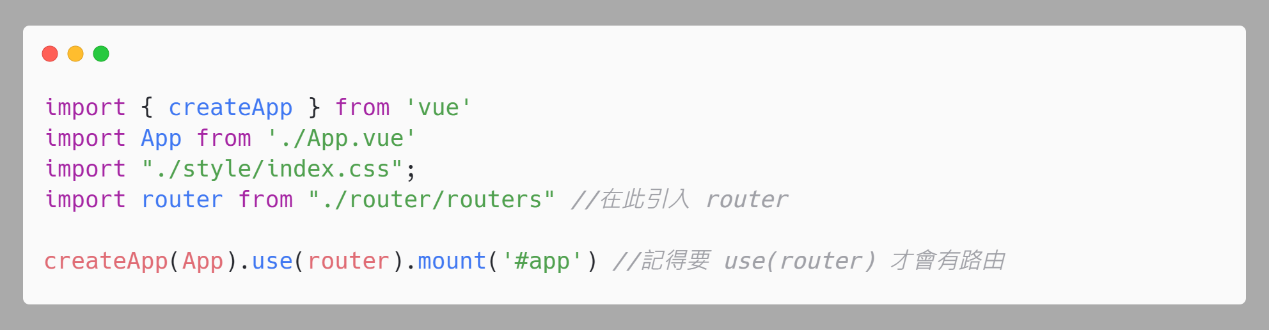 import { createApp } from 'vue'
import App from './App.vue'
import "./style/index.css";
import router from "./router/routers" //在此引入 router
createApp(App).use(router).mount('#app') //記得要 use(router) 才會有路由